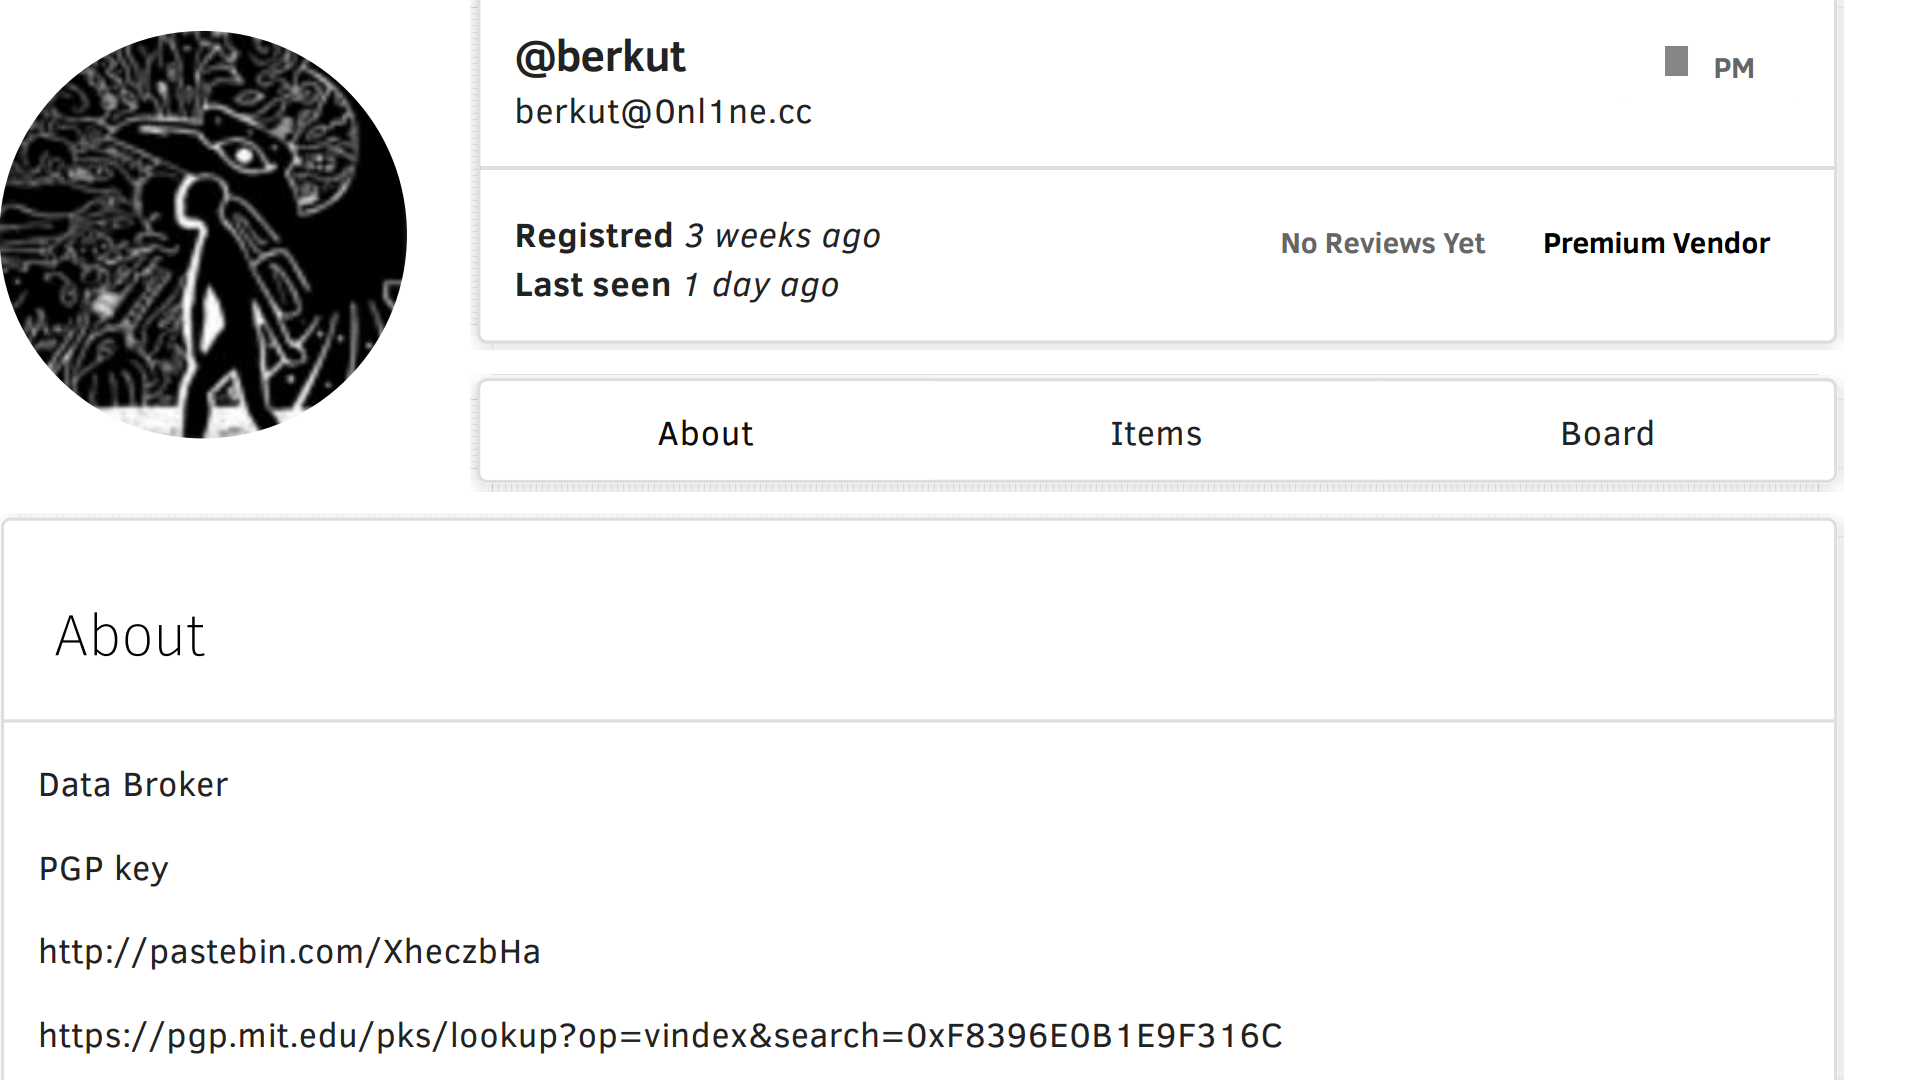 @berkut
PM
berkut@0nl1ne.cc
Registred 3 weeks ago
Last seen 1 day ago
No Reviews Yet
Premium Vendor
About
Items
Board
About
Data Broker
PGP key
http://pastebin.com/XheczbHa
https://pgp.mit.edu/pks/lookup?op=vindex&search=0xF8396E0B1E9F316C